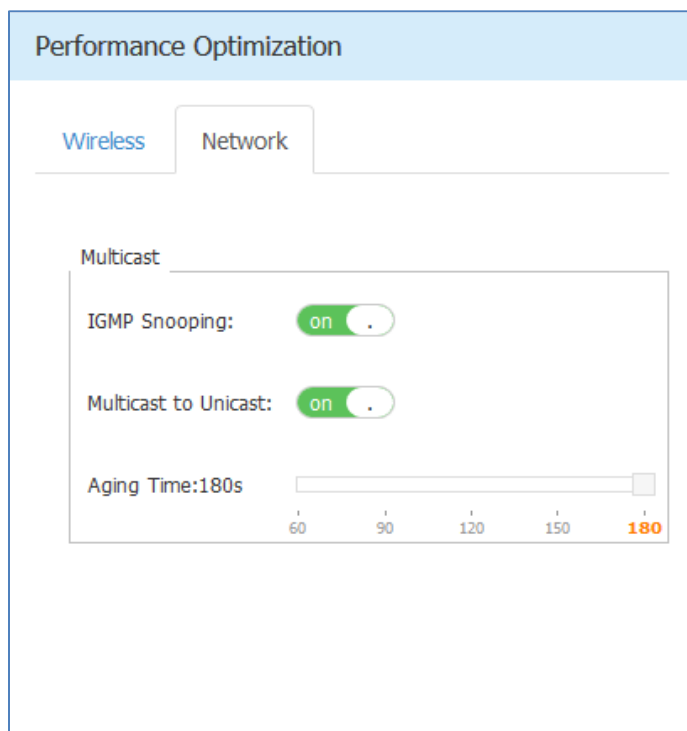 Performance Optimization
Wireless Network
Multicast
IGMP Snooping: on .
Multicast to Unicast: on .
Aging Time:180s
60 90 120 150 180